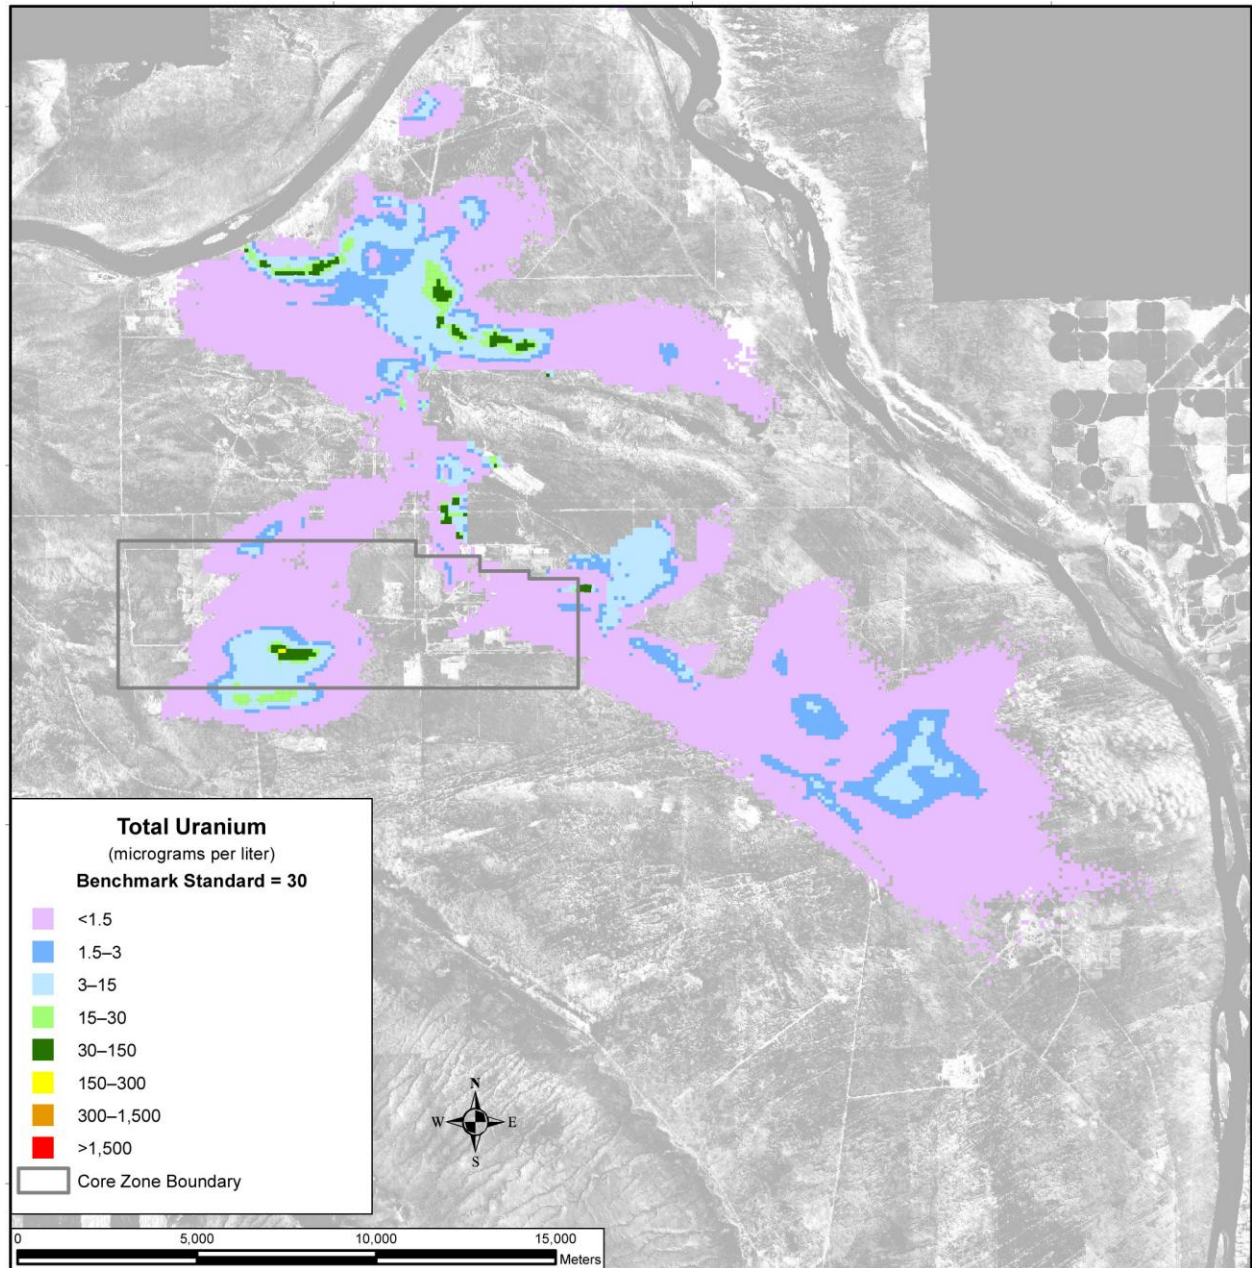 Total Uranium
(micrograms per liter)
Benchmark Standard = 30
<1.5
1.5–3
3–15
15–30
30–150
150–300
300–1,500
>1,500
Core Zone Boundary
N
W E
S
0 5,000 10,000 15,000
Meters